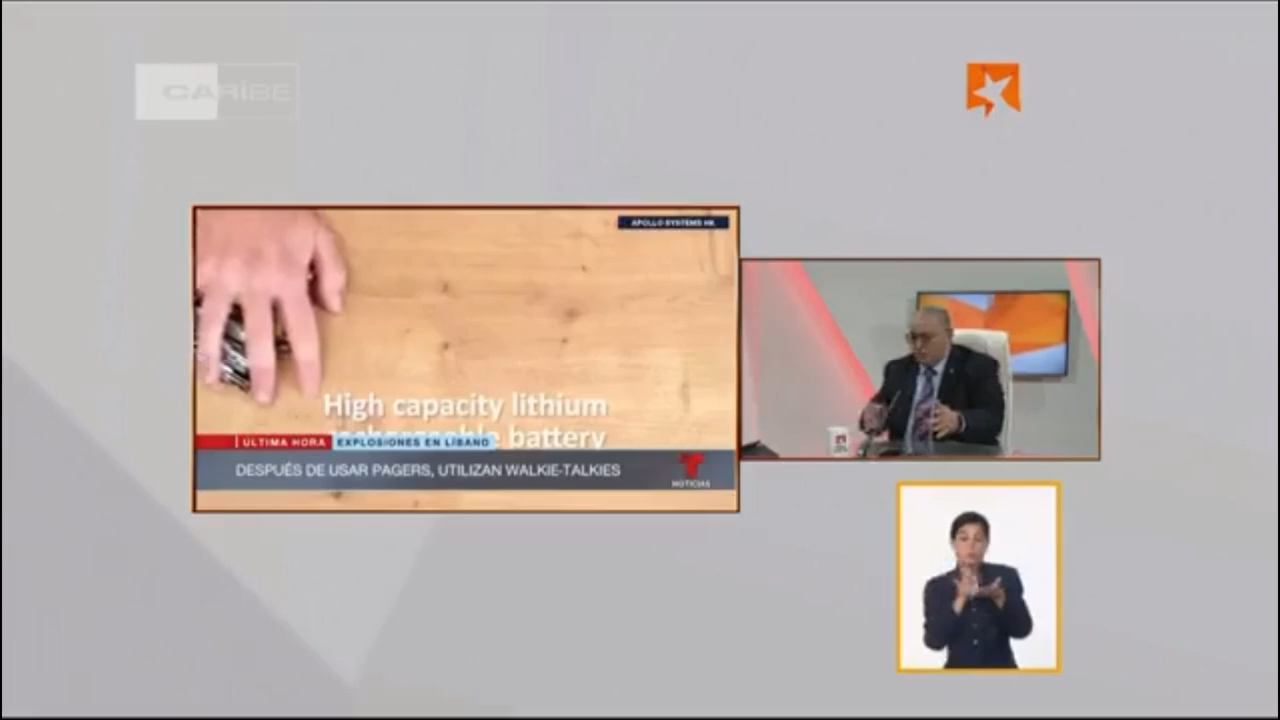 CARIBE
APOLLO SYSTEMS HK
High capacity lithium
battery
ÚLTIMA HORA EXPLOSIONES EN LÍBANO
DESPUÉS DE USAR PAGERS, UTILIZAN WALKIE-TALKIES
NOTICIAS